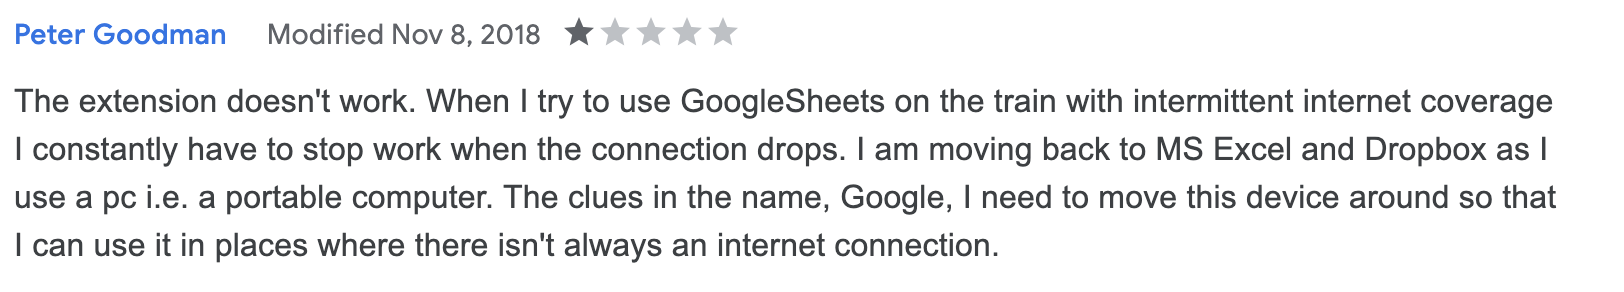 Peter Goodman Modified Nov 8, 2018
The extension doesn't work. When I try to use GoogleSheets on the train with intermittent internet coverage
I constantly have to stop work when the connection drops. I am moving back to MS Excel and Dropbox as I
use a pc i.e. a portable computer. The clues in the name, Google, I need to move this device around so that
I can use it in places where there isn't always an internet connection.